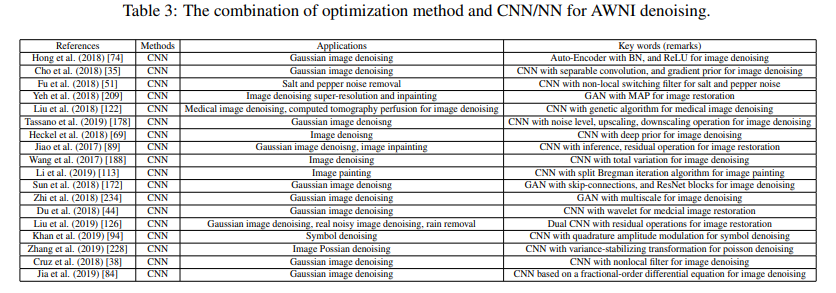 Table 3: The combination of optimization method and CNN/NN for AWNI denoising.
References Methods Applications Key words (remarks)
Hong et al. (2018) [74] CNN Gaussian image denoising Auto-Encoder with BN, and ReLU for image denoising
Cho et al. (2018) [35] CNN Gaussian image denoising CNN with separable convolution, and gradient prior for image denoising
Fu et al. (2018) [51] CNN Salt and pepper noise removal CNN with non-local switching filter for salt and pepper noise
Yeh et al. (2018) [209] CNN Image denoising super-resolution and inpainting GAN with MAP for image restoration
Liu et al. (2018) [122] CNN Medical image denoising, computed tomography perfusion for image denoising CNN with genetic algorithm for medical image denoising
Tassano et al. (2019) [178] CNN Gaussian image denoisng CNN with noise level, upscaling, downscaling operation for image denoising
Heckel et al. (2018) [69] CNN Image denoisng CNN with deep prior for image denoising
Jiao et al. (2017) [89] CNN Gaussian image denoisng, image inpainting CNN with inference, residual operation for image restoration
Wang et al. (2017) [188] CNN Image denoising CNN with total variation for image denoising
Li et al. (2019) [113] CNN Image painting CNN with split Bregman iteration algorithm for image painting
Sun et al. (2018) [172] CNN Gaussian image denoisng GAN with skip-connections, and ResNet blocks for image denoising
Zhi et al. (2018) [234] CNN Gaussian image denoising GAN with multiscale for image denoising
Du et al. (2018) [44] CNN Gaussian image denoising CNN with wavelet for medcial image restoration
Liu et al. (2019) [126] CNN Gaussian image denoising, real noisy image denoising, rain removal Dual CNN with residual operations for image restoration
Khan et al. (2019) [94] CNN Symbol denoising CNN with quadrature amplitude modulation for symbol denoising
Zhang et al. (2019) [228] CNN Image Possian denoising CNN with variance-stabilizing transformation for poisson denoising
Cruz et al. (2018) [38] CNN Gaussian image denoising CNN with nonlocal filter for image denoising
Jia et al. (2019) [84] CNN Gaussian image denoising CNN based on a fractional-order differential equation for image denoising